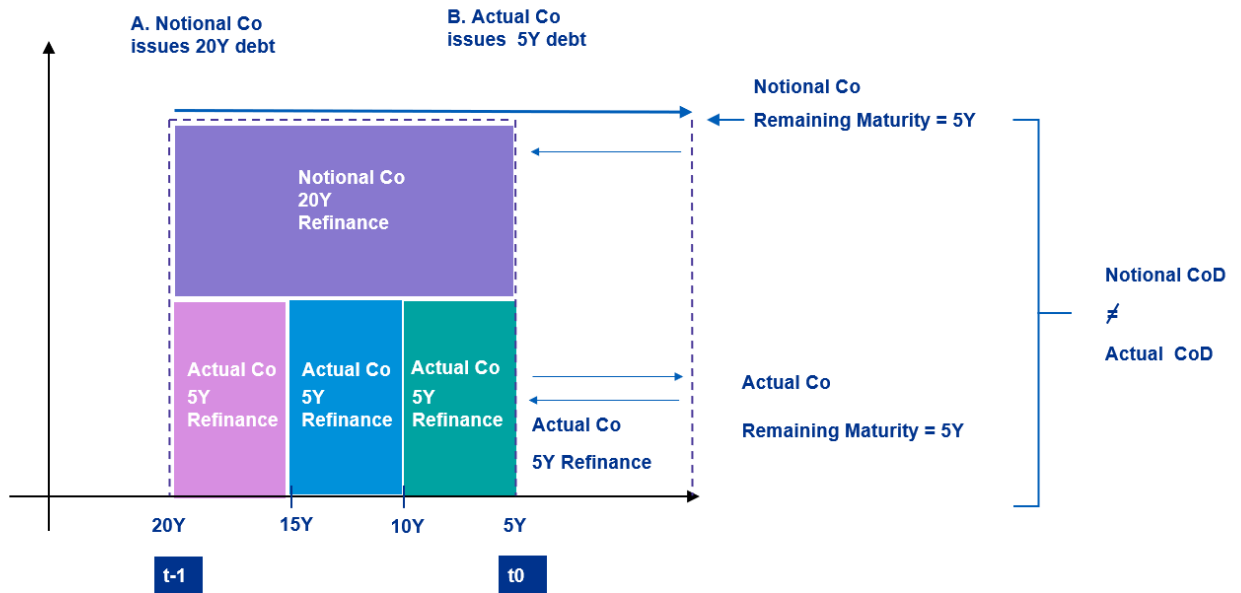 A. Notional Co
issues 20Y debt
B. Actual Co
issues 5Y debt
Notional Co
Remaining Maturity = 5Y
Notional Co
20Y
Refinance
Notional CoD
≠
Actual CoD
Actual Co
5Y
Refinance
Actual Co
5Y
Refinance
Actual Co
5Y
Refinance
Actual Co
5Y Refinance
Actual Co
Remaining Maturity = 5Y
20Y
15Y
10Y
5Y
t-1
t0